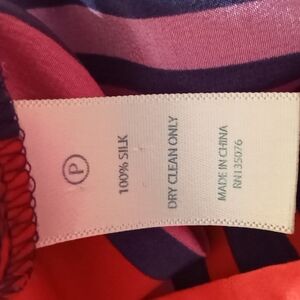 P
100% SILK
DRY CLEAN ONLY
MADE IN CHINA
RN135076